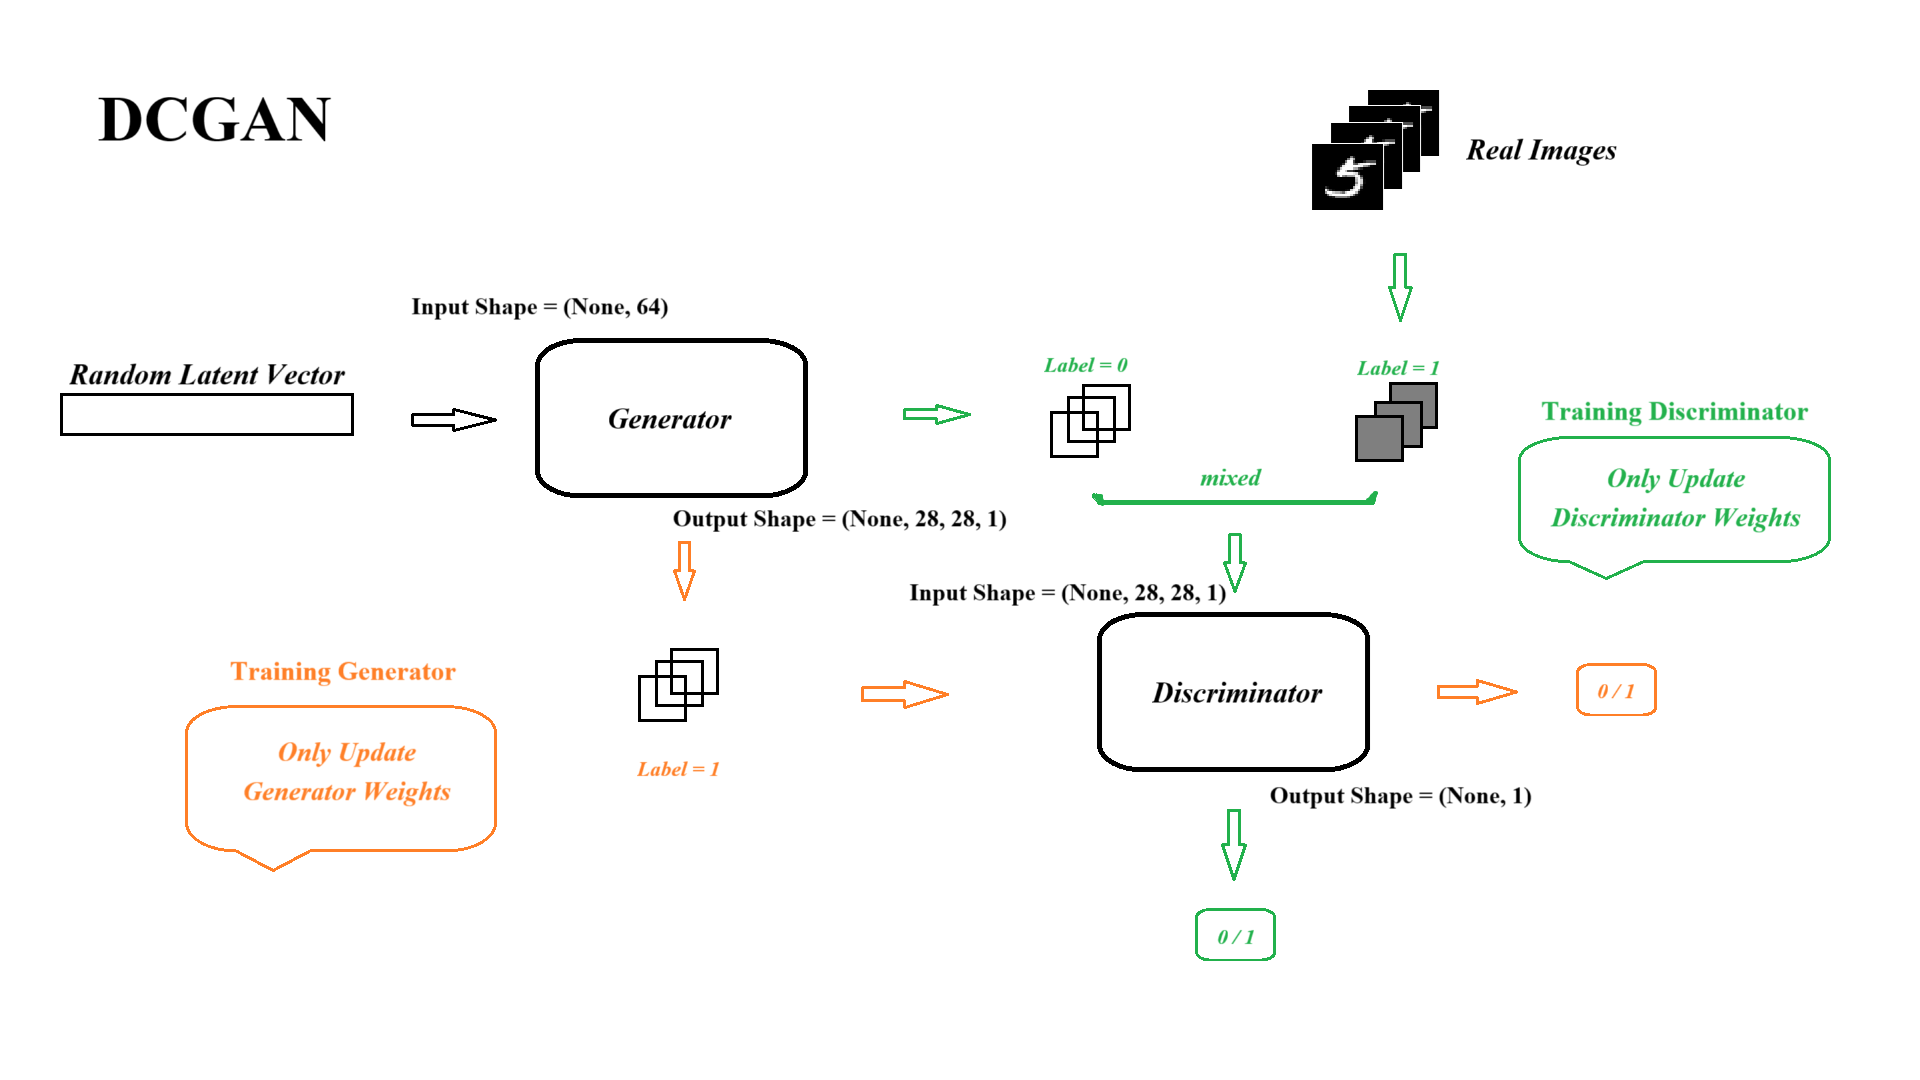 DCGAN
Real Images
Input Shape = (None, 64)
Random Latent Vector
Generator
Label = 0
Label = 1
Training Discriminator
mixed
Only Update
Discriminator Weights
Output Shape = (None, 28, 28, 1)
Input Shape = (None, 28, 28, 1)
Training Generator
Discriminator
0 / 1
Only Update
Generator Weights
Label = 1
Output Shape = (None, 1)
0 / 1
5